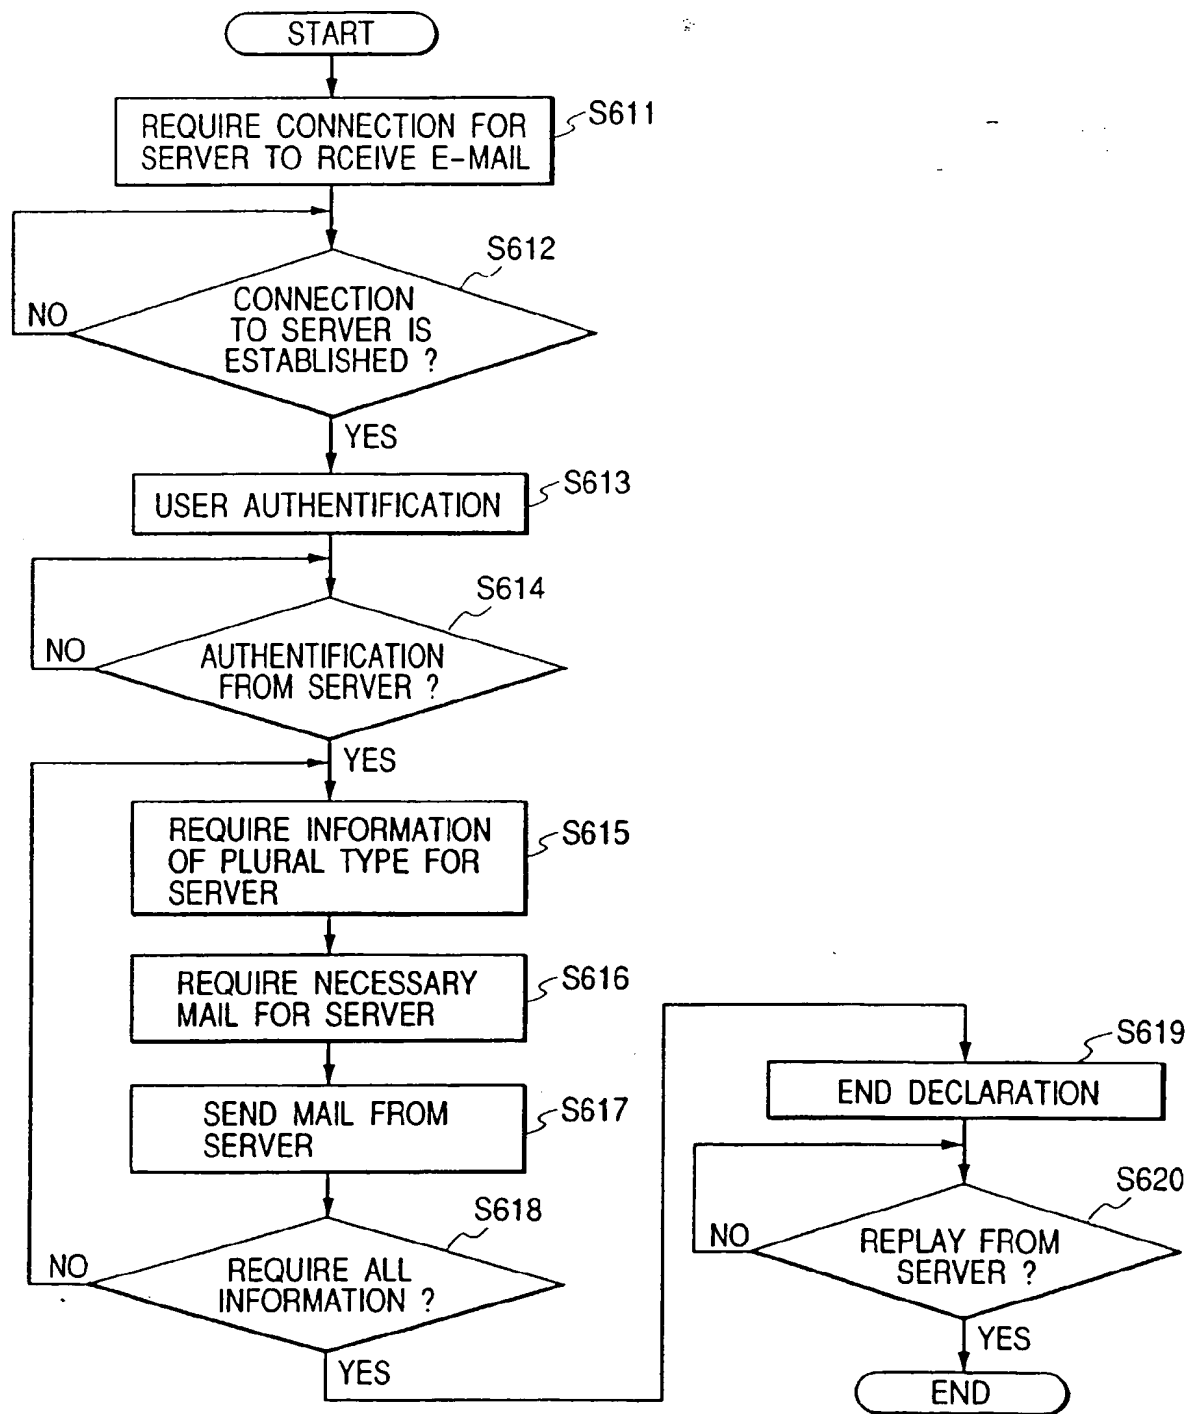 START
REQUIRE CONNECTION FOR
SERVER TO RCEIVE E-MAIL
S611
S612
CONNECTION
TO SERVER IS
ESTABLISHED ?
NO
YES
USER AUTHENTIFICATION
S613
S614
AUTHENTIFICATION
FROM SERVER ?
NO
YES
REQUIRE INFORMATION
OF PLURAL TYPE FOR
SERVER
S615
REQUIRE NECESSARY
MAIL FOR SERVER
S616
SEND MAIL FROM
SERVER
S617
S618
REQUIRE ALL
INFORMATION ?
NO
YES
S619
END DECLARATION
S620
REPLAY FROM
SERVER ?
NO
YES
END